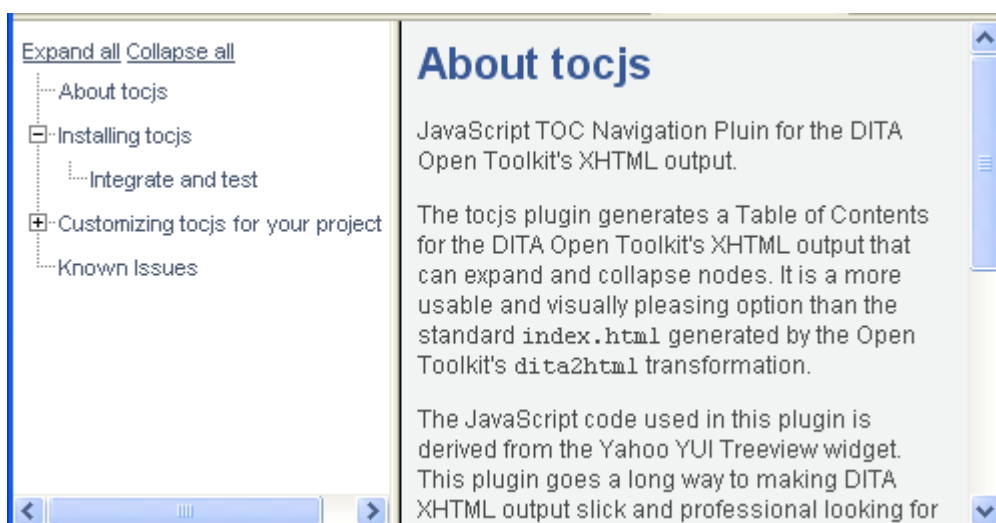 Expand all Collapse all
About tocjs
Installing tocjs
Integrate and test
Customizing tocjs for your project
Known Issues
About tocjs
JavaScript TOC Navigation Pluin for the DITA
Open Toolkit's XHTML output.
The tocjs plugin generates a Table of Contents
for the DITA Open Toolkit's XHTML output that
can expand and collapse nodes. It is a more
usable and visually pleasing option than the
standard index.html generated by the Open
Toolkit's dita2html transformation.
The JavaScript code used in this plugin is
derived from the Yahoo YUI Treeview widget.
This plugin goes a long way to making DITA
XHTML output slick and professional looking for